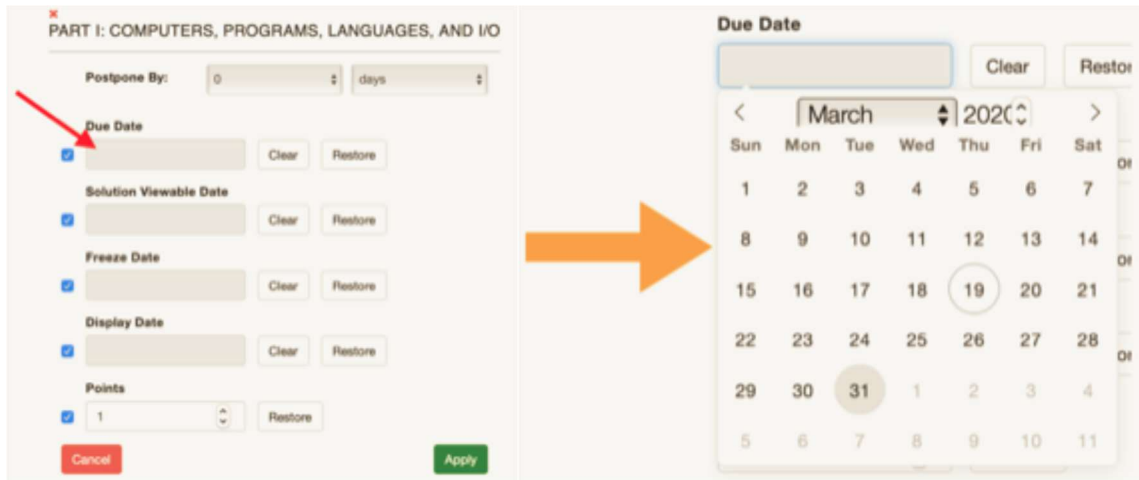 PART I: COMPUTERS, PROGRAMS, LANGUAGES, AND I/O
Postpone By: 0 days
Due Date
Clear Restore
Solution Viewable Date
Clear Restore
Freeze Date
Clear Restore
Display Date
Clear Restore
Points
1 Restore
Cancel Apply
Due Date
Clear Restor
March 202
Sun Mon Tue Wed Thu Fri Sat
1 2 3 4 5 6 7
8 9 10 11 12 13 14
15 16 17 18 19 20 21
22 23 24 25 26 27 28
29 30 31 1 2 3 4
5 6 7 8 9 10 11